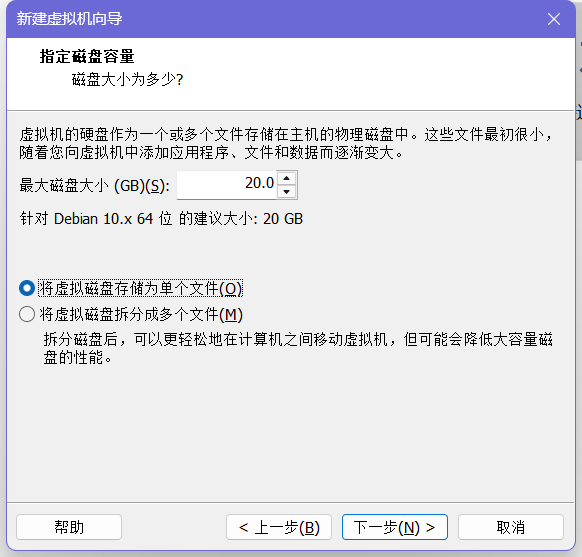 新建虚拟机向导
指定磁盘容量
磁盘大小为多少?
虚拟机的硬盘作为一个或多个文件存储在主机的物理磁盘中。这些文件最初很小，
随着您向虚拟机中添加应用程序、文件和数据而逐渐变大。
最大磁盘大小 (GB)(S): 20.0
针对 Debian 10.x 64 位 的建议大小: 20 GB
将虚拟磁盘存储为单个文件(O)
将虚拟磁盘拆分成多个文件(M)
拆分磁盘后，可以更轻松地在计算机之间移动虚拟机，但可能会降低大容量磁
盘的性能。
帮助 < 上一步(B) 下一步(N) > 取消